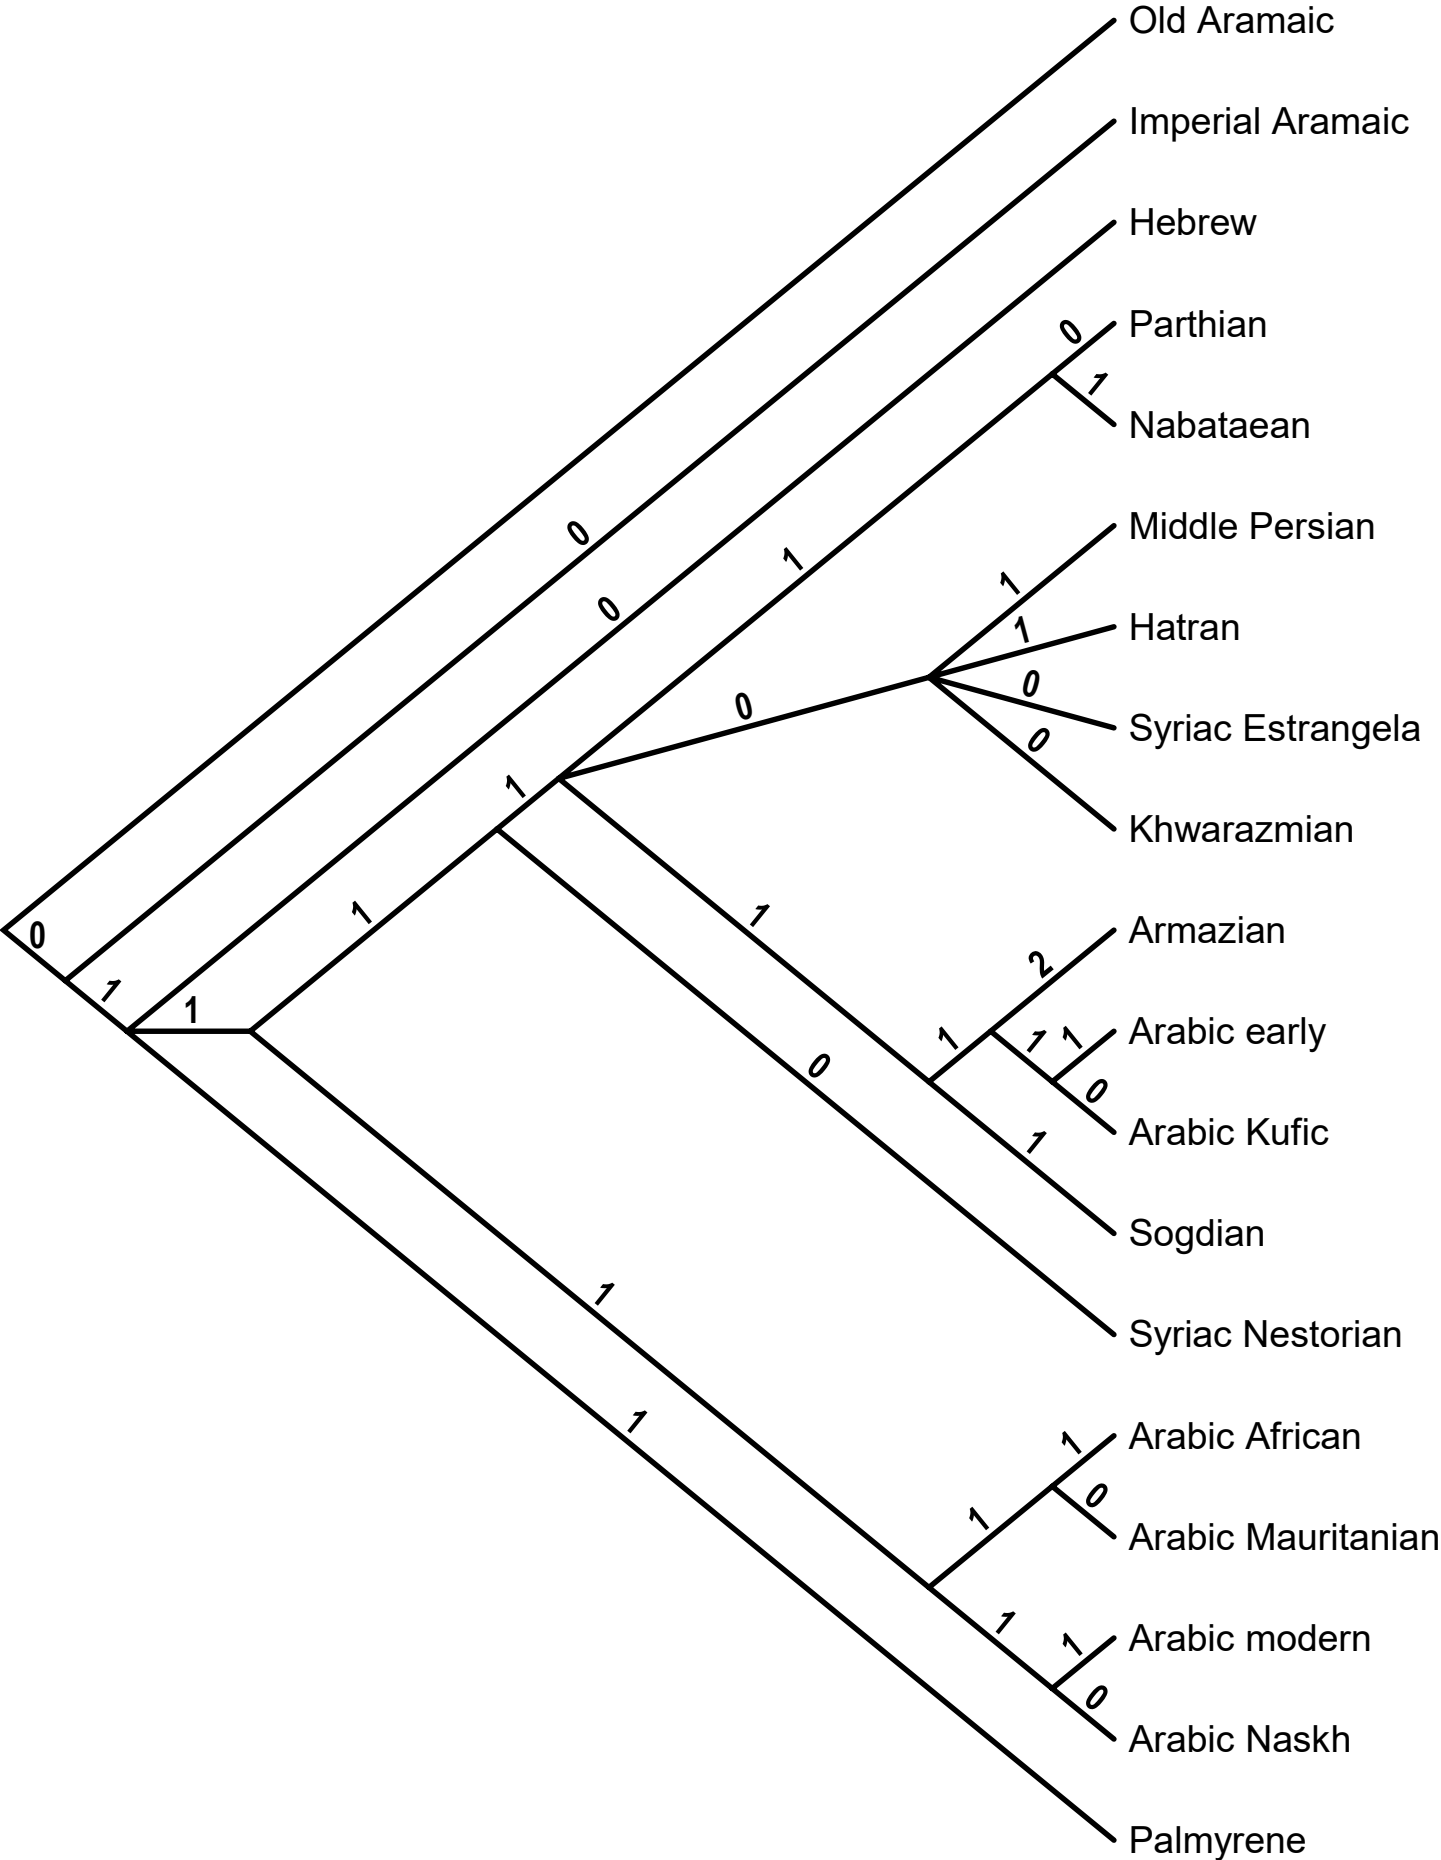 Old Aramaic
Imperial Aramaic
Hebrew
0
Parthian
1
Nabataean
Middle Persian
0
1
1
1
Hatran
0
0
Syriac Estrangela
0
0
1
Khwarazmian
1
1
0
Armazian
2
1
1
1
1
1
Arabic early
0
0
Arabic Kufic
1
Sogdian
1
Syriac Nestorian
1
1
Arabic African
0
1
Arabic Mauritanian
1
1
Arabic modern
0
Arabic Naskh
Palmyrene